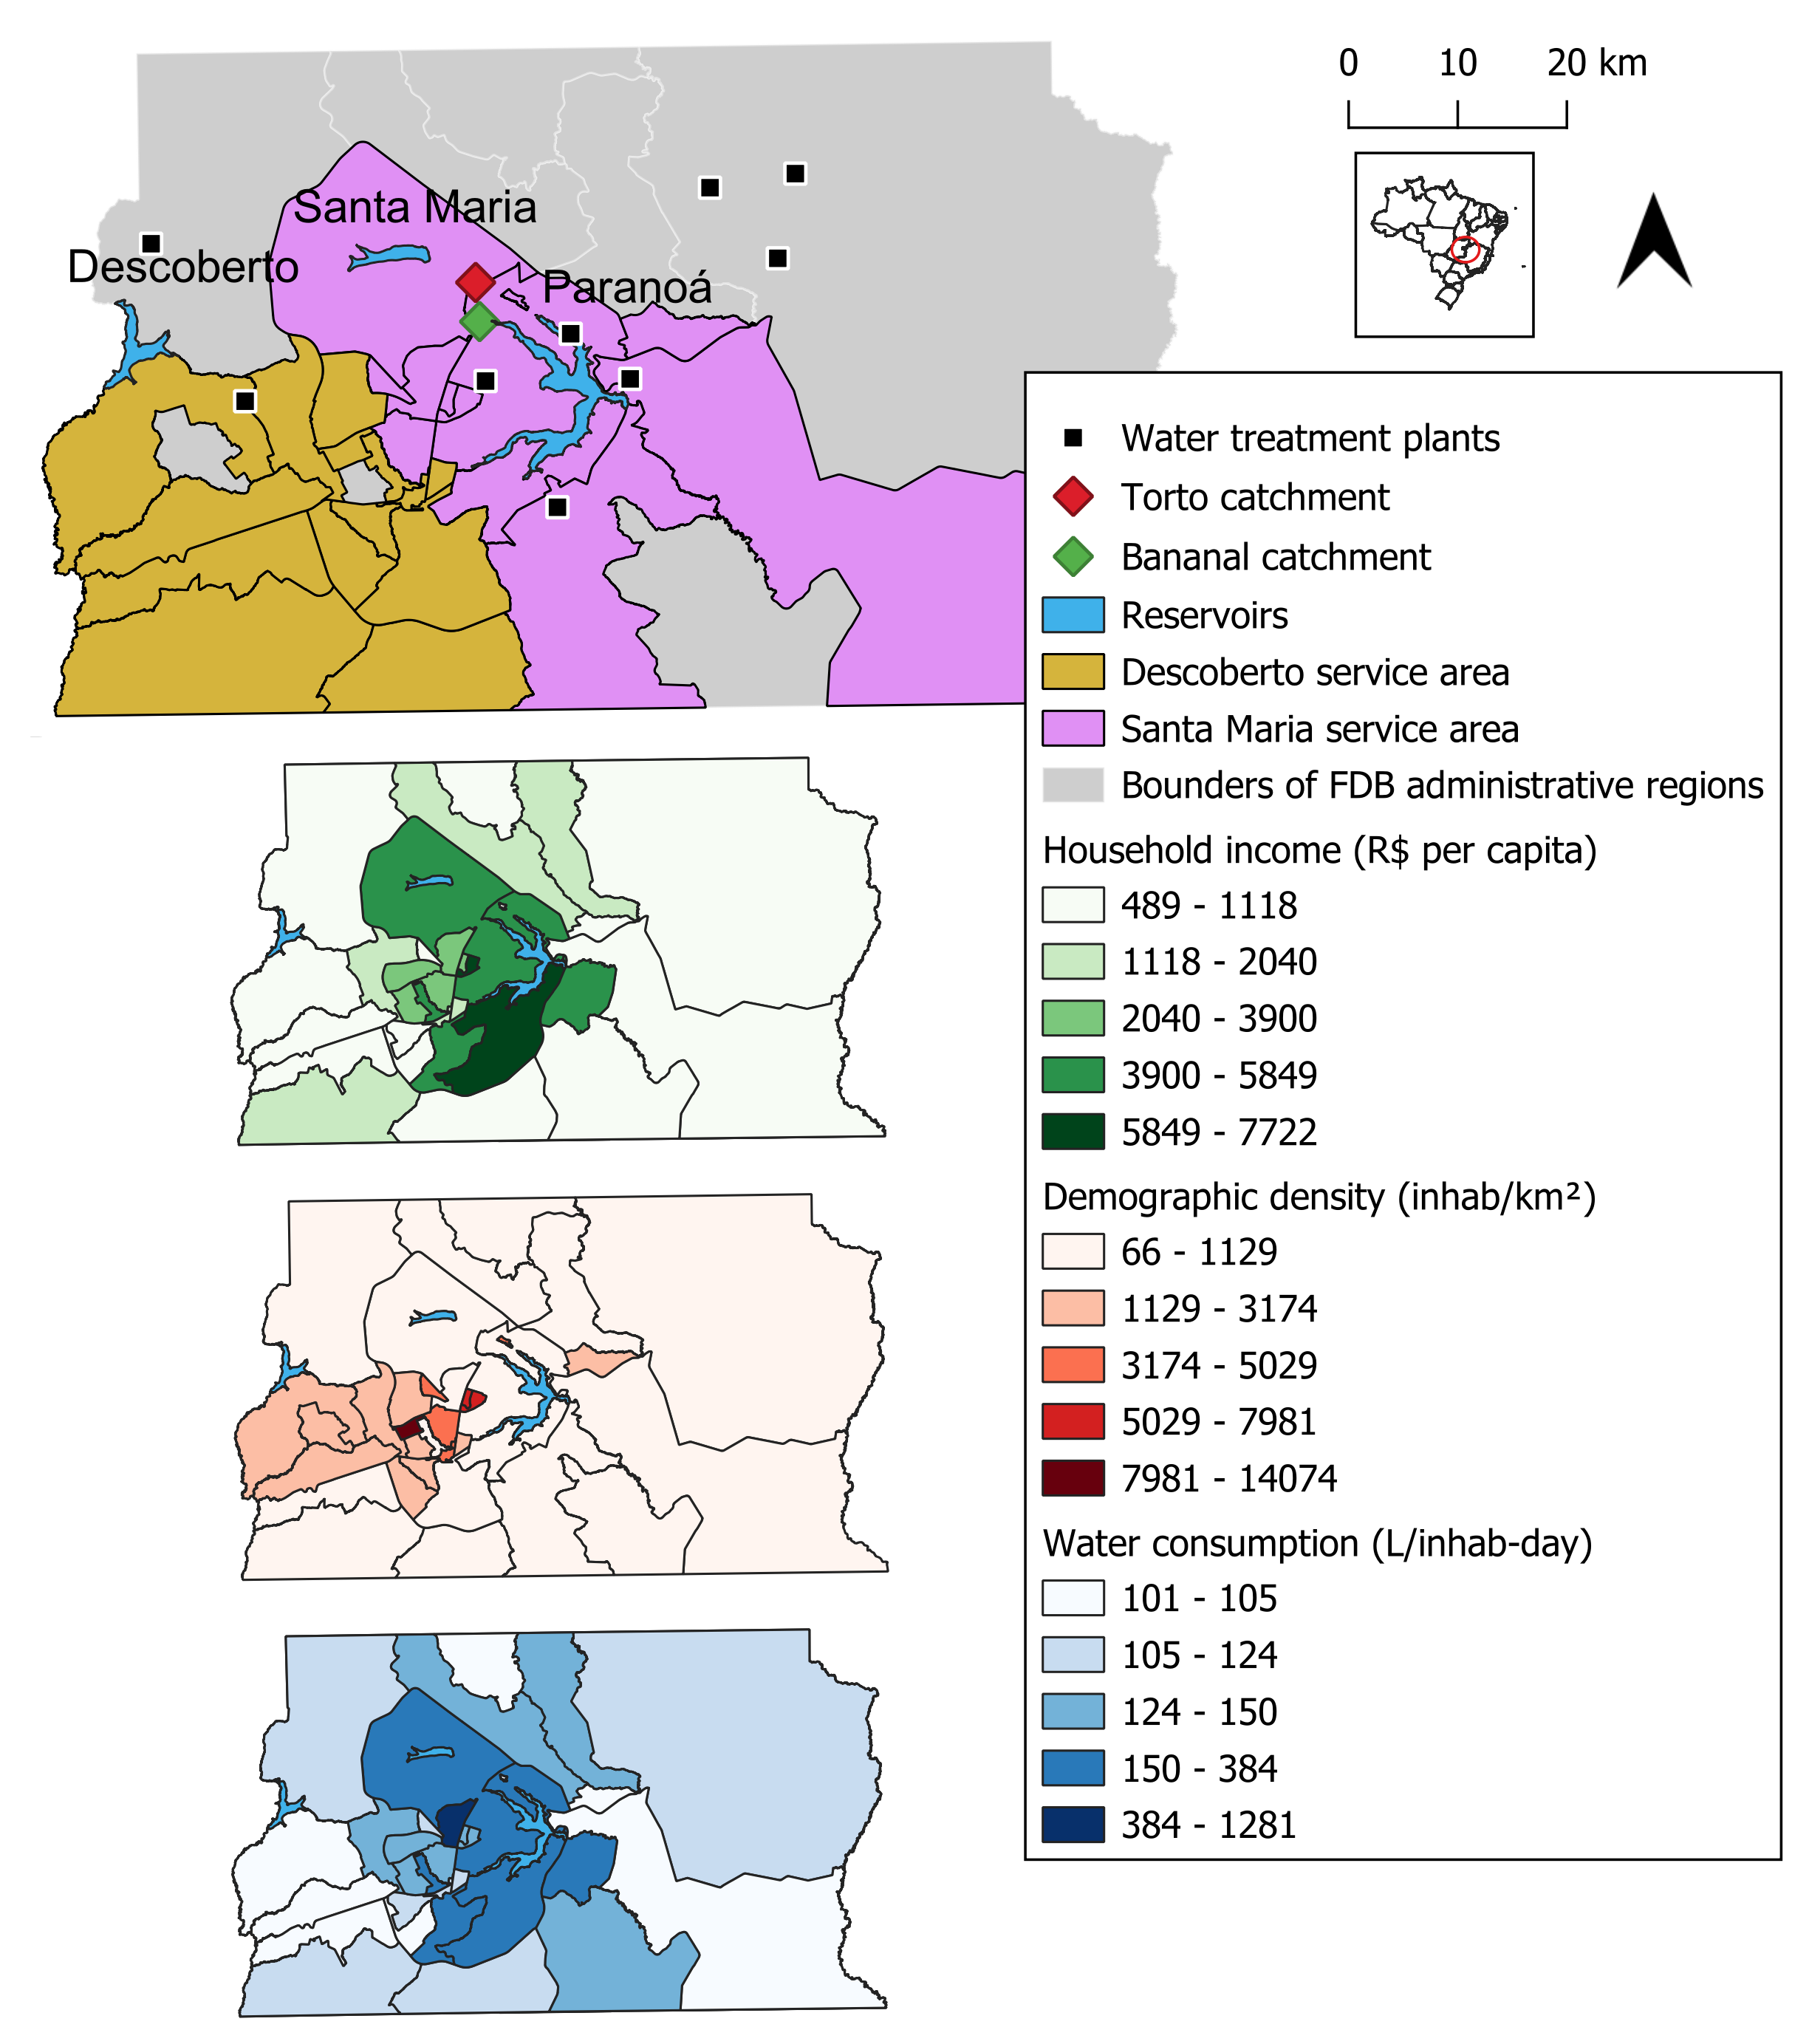 0 10 20 km
Santa Maria
Descoberto
Paranoá
Water treatment plants
Torto catchment
Bananal catchment
Reservoirs
Descoberto service area
Santa Maria service area
Bounders of FDB administrative regions
Household income (R$ per capita)
489 - 1118
1118 - 2040
2040 - 3900
3900 - 5849
5849 - 7722
Demographic density (inhab/km²)
66 - 1129
1129 - 3174
3174 - 5029
5029 - 7981
7981 - 14074
Water consumption (L/inhab-day)
101 - 105
105 - 124
124 - 150
150 - 384
384 - 1281